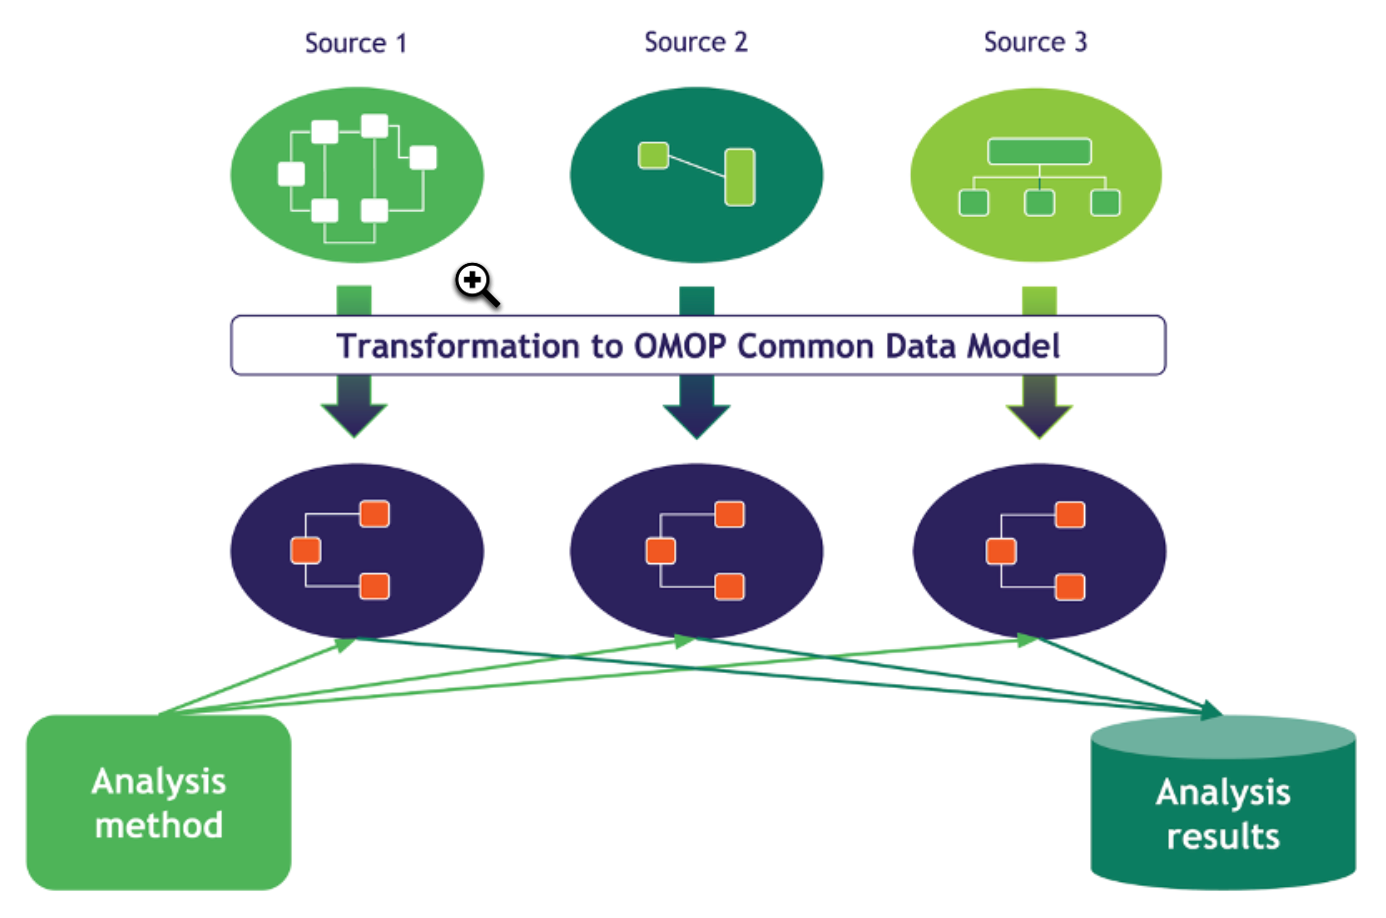 Source 1
Source 2
Source 3
Transformation to OMOP Common Data Model
Analysis
method
Analysis
results